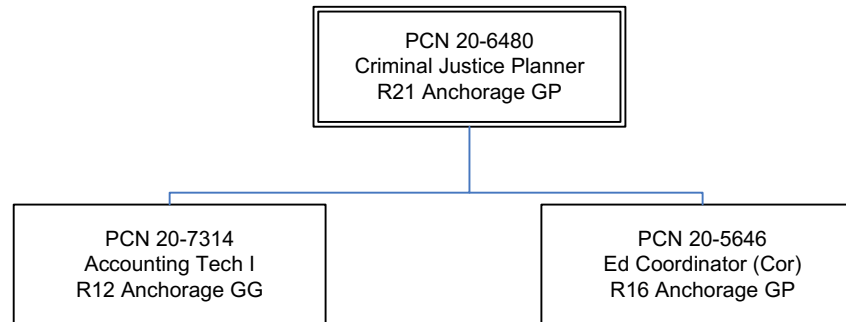 PCN 20-6480
Criminal Justice Planner
R21 Anchorage GP
PCN 20-7314
Accounting Tech I
R12 Anchorage GG
PCN 20-5646
Ed Coordinator (Cor)
R16 Anchorage GP